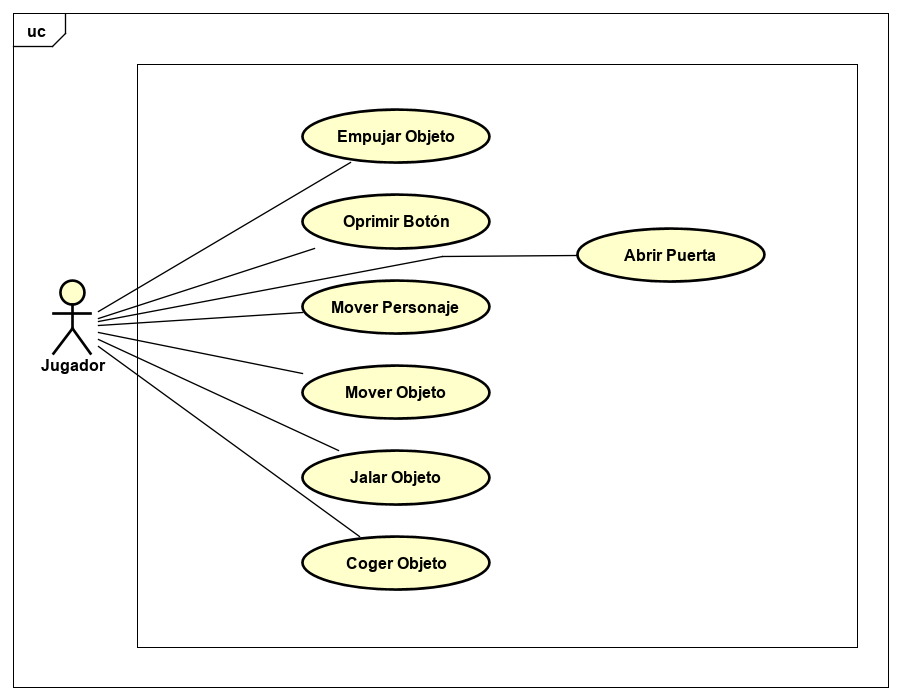 uc
Empujar Objeto
Oprimir Botón
Abrir Puerta
Mover Personaje
Jugador
Mover Objeto
Jalar Objeto
Coger Objeto